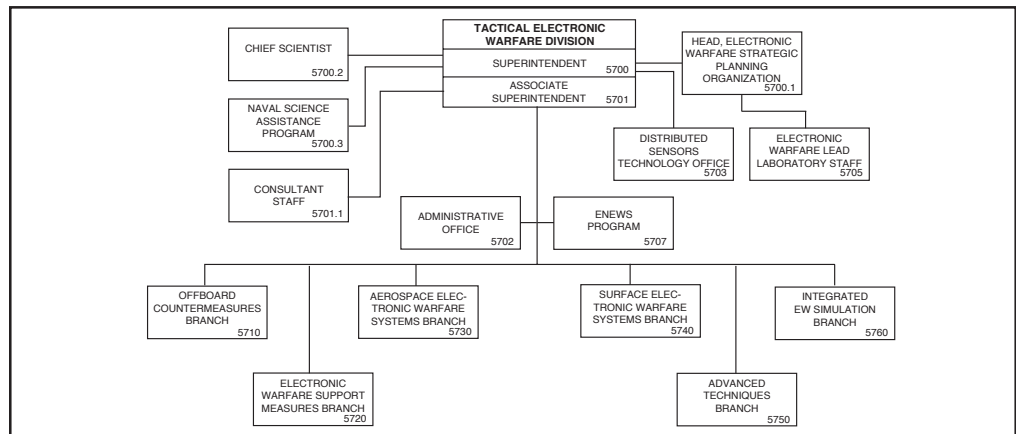 TACTICAL ELECTRONIC
WARFARE DIVISION
SUPERINTENDENT
5700
ASSOCIATE
SUPERINTENDENT
5701
CHIEF SCIENTIST
5700.2
HEAD, ELECTRONIC
WARFARE STRATEGIC
PLANNING
ORGANIZATION
5700.1
NAVAL SCIENCE
ASSISTANCE
PROGRAM
5700.3
DISTRIBUTED
SENSORS
TECHNOLOGY OFFICE
5703
ELECTRONIC
WARFARE LEAD
LABORATORY STAFF
5705
CONSULTANT
STAFF
5701.1
ADMINISTRATIVE
OFFICE
5702
ENEWS
PROGRAM
5707
OFFBOARD
COUNTERMEASURES
BRANCH
5710
AEROSPACE ELEC-
TRONIC WARFARE
SYSTEMS BRANCH
5730
SURFACE ELEC-
TRONIC WARFARE
SYSTEMS BRANCH
5740
INTEGRATED
EW SIMULATION
BRANCH
5760
ELECTRONIC
WARFARE SUPPORT
MEASURES BRANCH
5720
ADVANCED
TECHNIQUES
BRANCH
5750